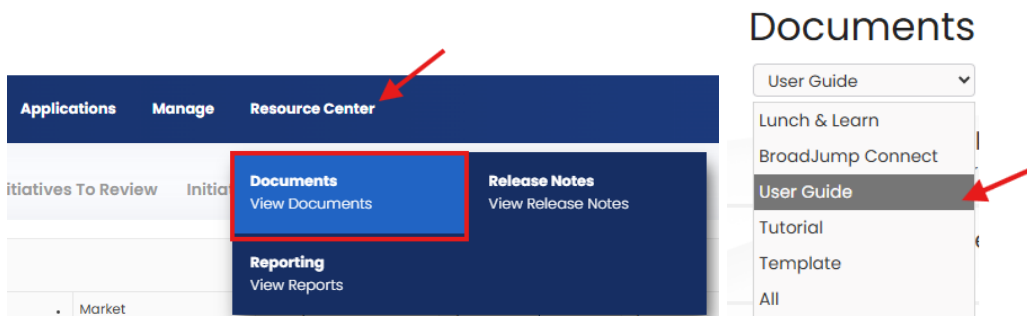 Documents
User Guide
Lunch & Learn
BroadJump Connect
User Guide
Tutorial
Template
All
Applications Manage Resource Center
itiatives To Review Initia
Documents
View Documents
Release Notes
View Release Notes
Reporting
View Reports
Market